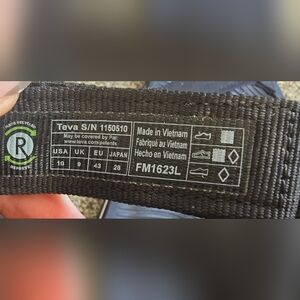 R
Teva S/N 1150510
May be covered by Pat.
www.teva.com/patents
USA UK EU JAPAN
10 9 43 28
Made in Vietnam
Fabriqué au Vietnam
Hecho en Vietnam
FM1623L